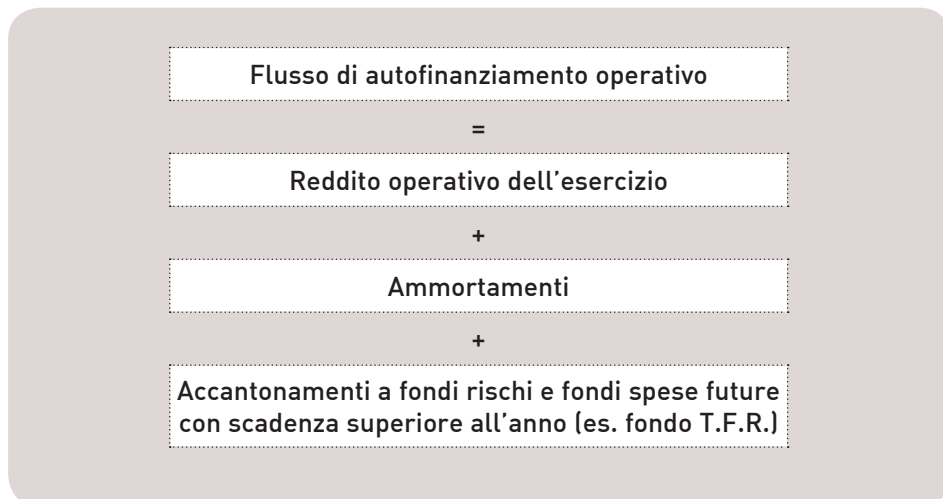 Flusso di autofinanziamento operativo
=
Reddito operativo dell'esercizio
+
Ammortamenti
+
Accantonamenti a fondi rischi e fondi spese future
con scadenza superiore all'anno (es. fondo T.F.R.)